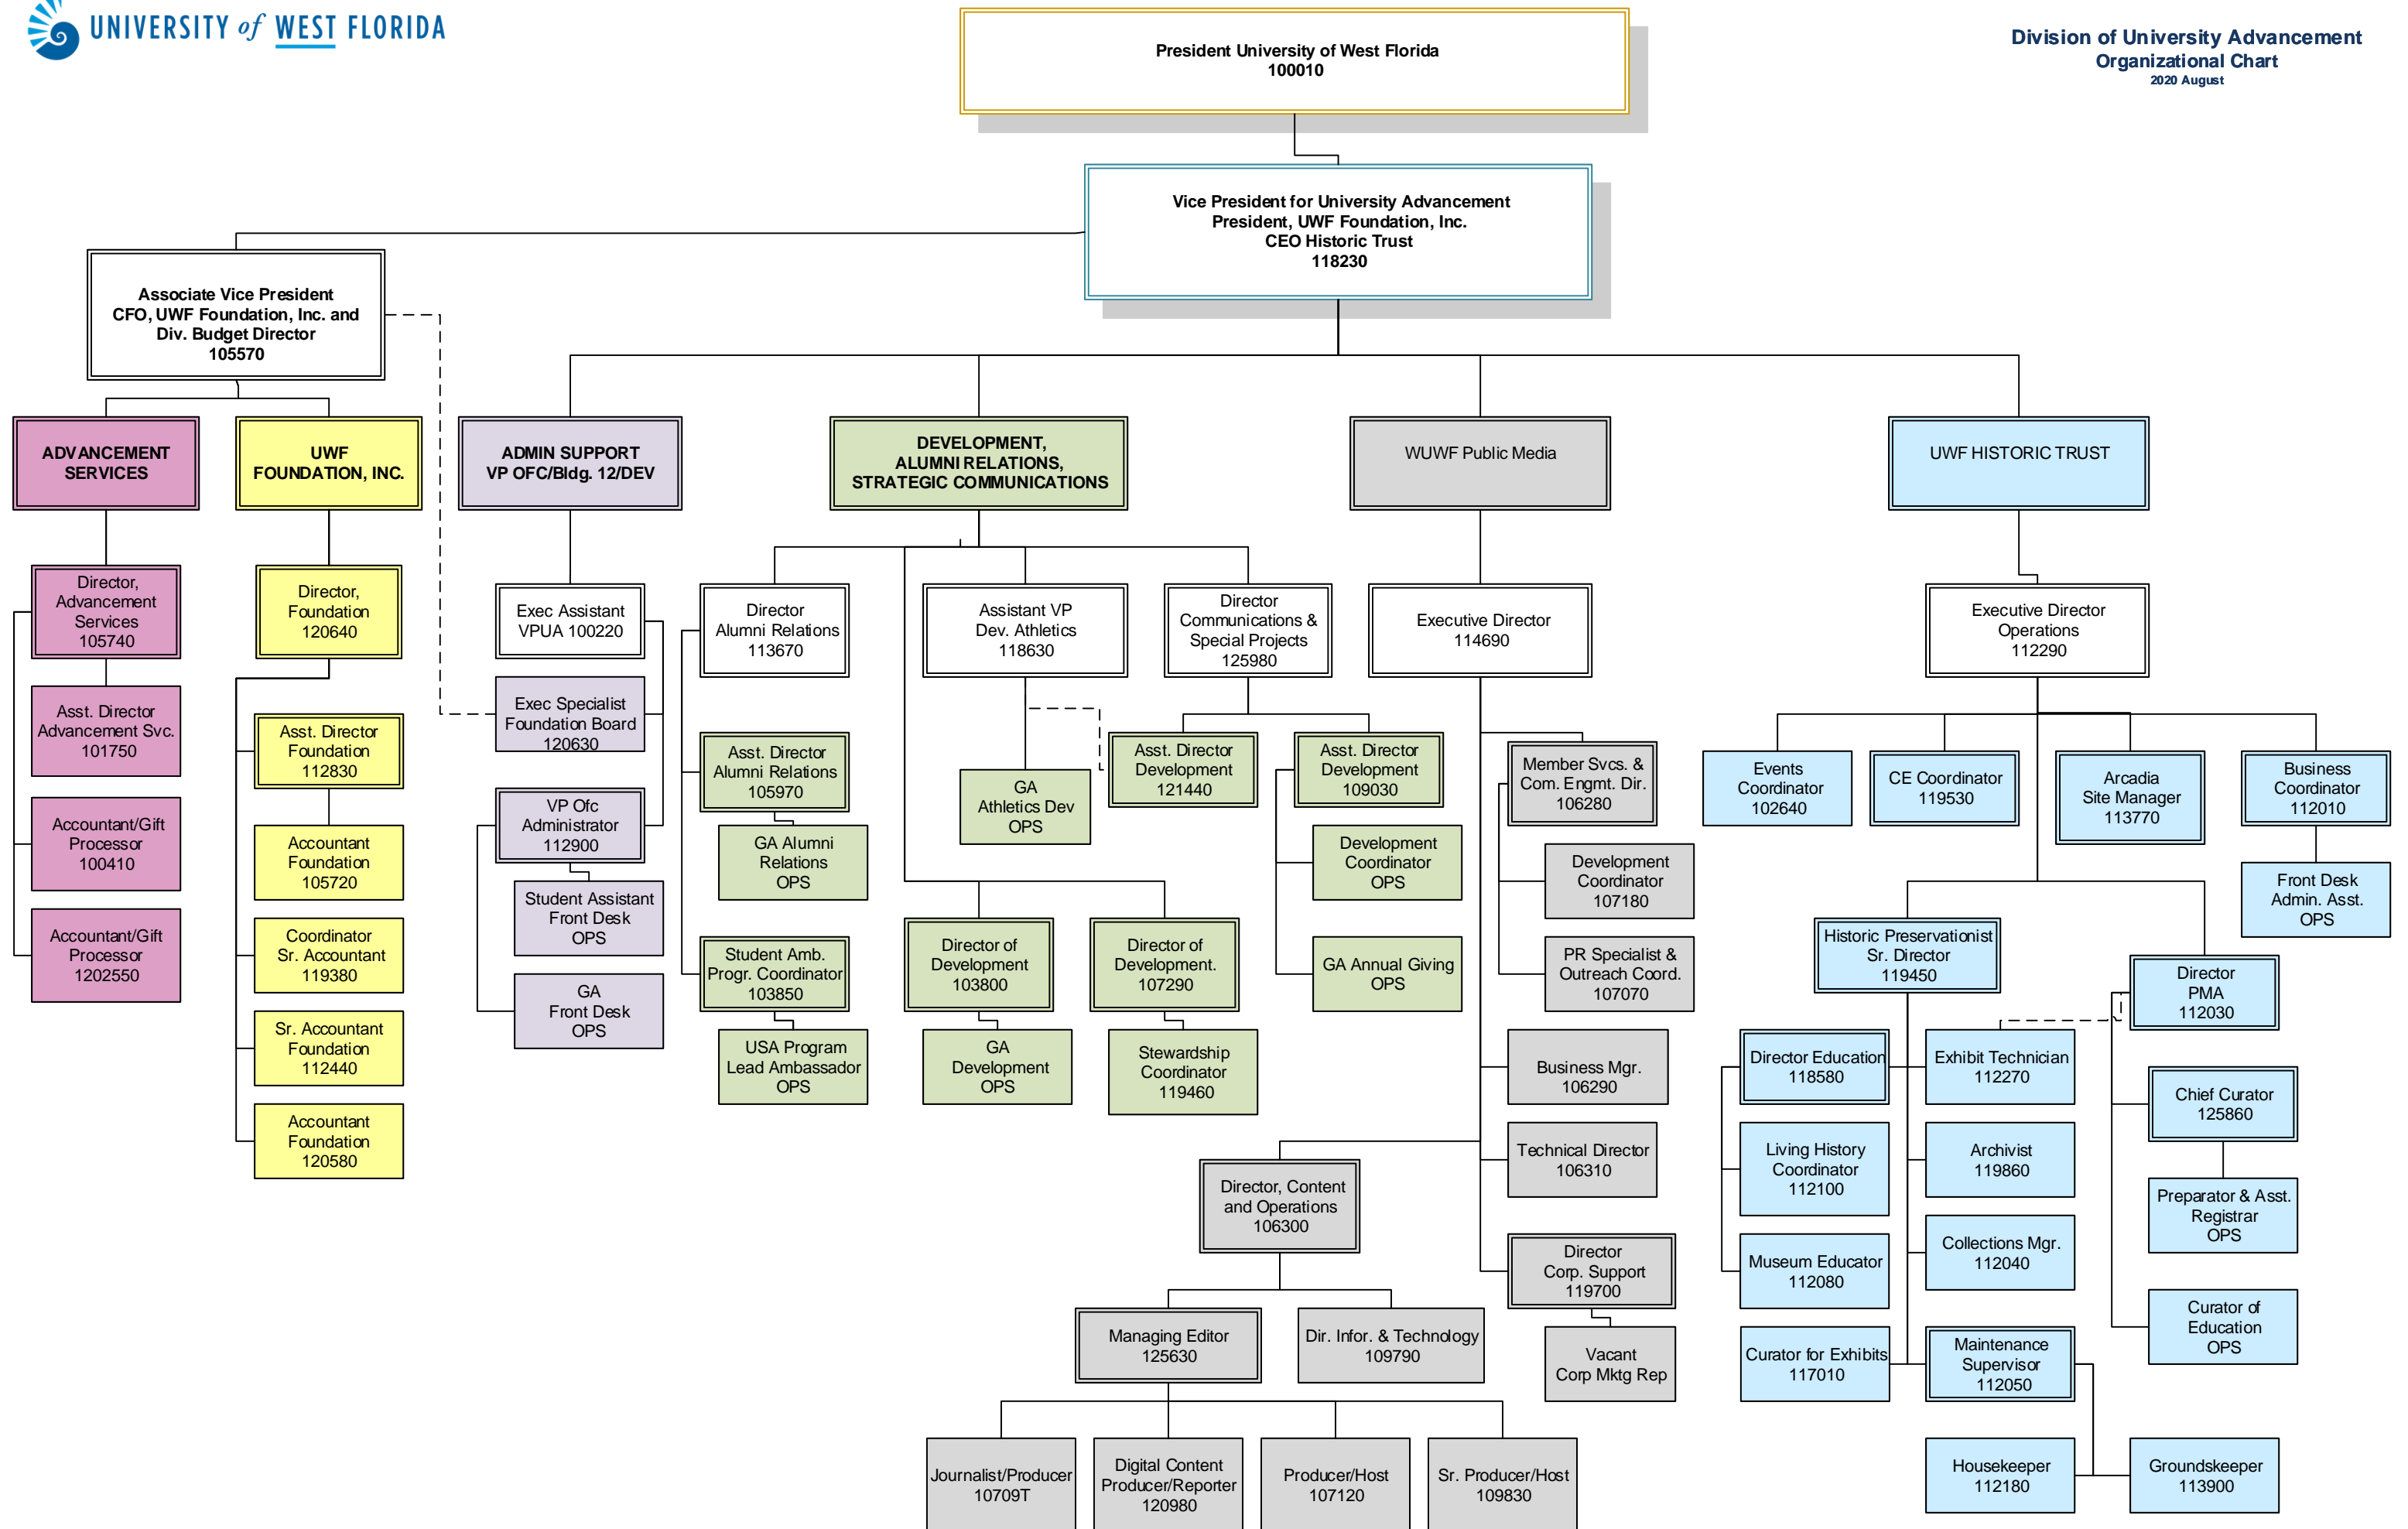 UNIVERSITY of WEST FLORIDA
Division of University Advancement
Organizational Chart
2020 August
President University of West Florida
100010
Vice President for University Advancement
President, UWF Foundation, Inc.
CEO Historic Trust
118230
Associate Vice President
CFO, UWF Foundation, Inc. and
Div. Budget Director
105570
ADVANCEMENT
SERVICES
UWF
FOUNDATION, INC.
ADMIN SUPPORT
VP OFC/Bldg. 12/DEV
DEVELOPMENT,
ALUMNI RELATIONS,
STRATEGIC COMMUNICATIONS
WUWF Public Media
UWF HISTORIC TRUST
Director,
Advancement
Services
105740
Asst. Director
Advancement Svc.
101750
Accountant/Gift
Processor
100410
Accountant/Gift
Processor
1202550
Director,
Foundation
120640
Asst. Director
Foundation
112830
Accountant
Foundation
105720
Coordinator
Sr. Accountant
119380
Sr. Accountant
Foundation
112440
Accountant
Foundation
120580
Exec Assistant
VPUA 100220
Exec Specialist
Foundation Board
120630
VP Ofc
Administrator
112900
Student Assistant
Front Desk
OPS
GA
Front Desk
OPS
Director
Alumni Relations
113670
Asst. Director
Alumni Relations
105970
GA Alumni
Relations
OPS
Student Amb.
Progr. Coordinator
103850
USA Program
Lead Ambassador
OPS
Assistant VP
Dev. Athletics
118630
GA
Athletics Dev
OPS
Director of
Development
103800
GA
Development
OPS
Director of
Development.
107290
Stewardship
Coordinator
119460
Director
Communications &
Special Projects
125980
Asst. Director
Development
121440
Asst. Director
Development
109030
Development
Coordinator
OPS
GA Annual Giving
OPS
Executive Director
114690
Member Svcs. &
Com. Engmt. Dir.
106280
Development
Coordinator
107180
PR Specialist &
Outreach Coord.
107070
Business Mgr.
106290
Technical Director
106310
Director
Corp. Support
119700
Vacant
Corp Mktg Rep
Director, Content
and Operations
106300
Managing Editor
125630
Dir. Infor. & Technology
109790
Journalist/Producer
10709T
Digital Content
Producer/Reporter
120980
Producer/Host
107120
Sr. Producer/Host
109830
Executive Director
Operations
112290
Events
Coordinator
102640
CE Coordinator
119530
Arcadia
Site Manager
113770
Business
Coordinator
112010
Front Desk
Admin. Asst.
OPS
Historic Preservationist
Sr. Director
119450
Director
PMA
112030
Director Education
118580
Exhibit Technician
112270
Living History
Coordinator
112100
Archivist
119860
Museum Educator
112080
Collections Mgr.
112040
Curator for Exhibits
117010
Maintenance
Supervisor
112050
Housekeeper
112180
Groundskeeper
113900
Chief Curator
125860
Preparator & Asst.
Registrar
OPS
Curator of
Education
OPS